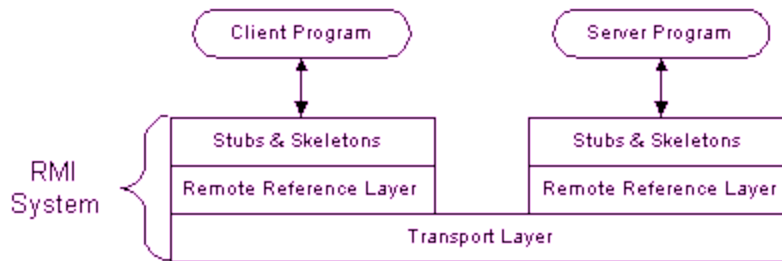 Client Program
Server Program
Stubs & Skeletons
Stubs & Skeletons
RMI
System
Remote Reference Layer
Remote Reference Layer
Transport Layer